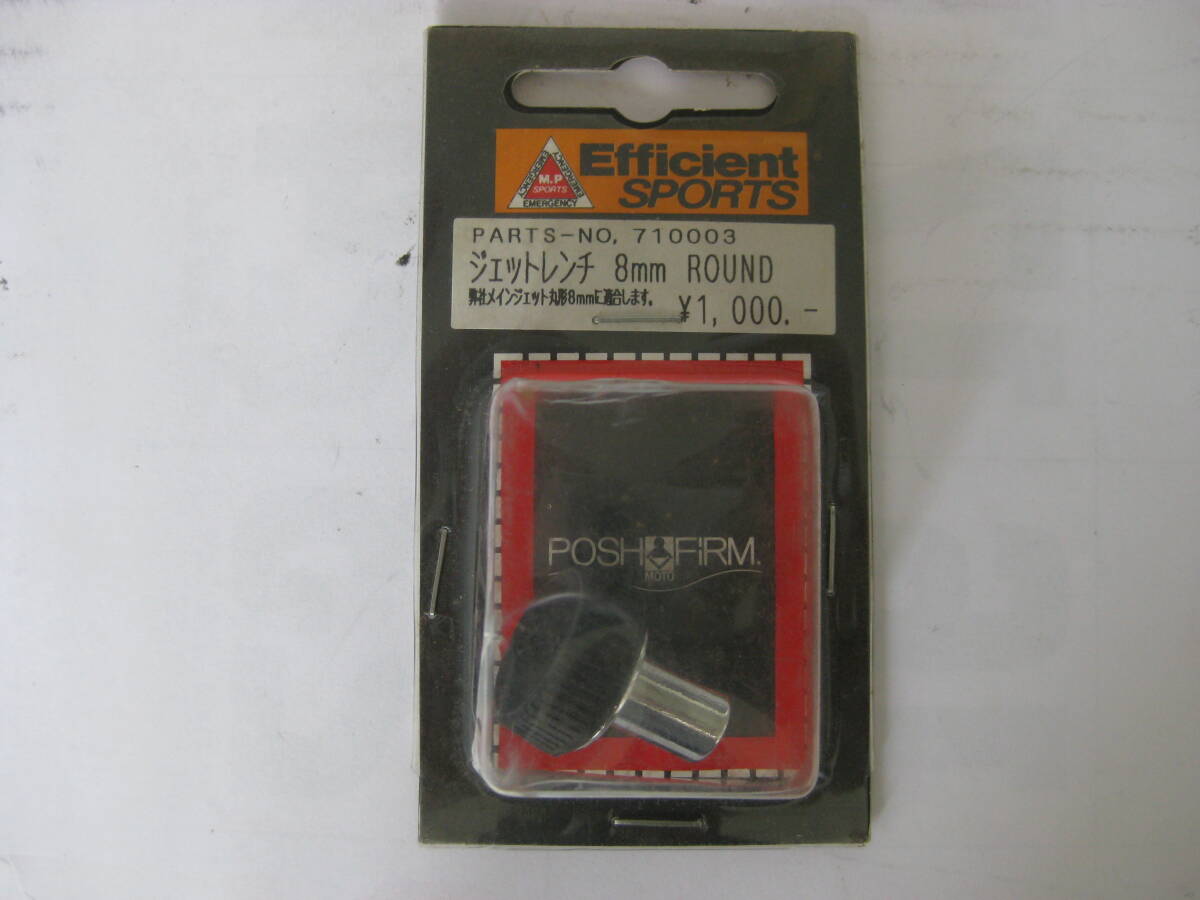 Efficient
SPORTS
M.P
SPORTS
EMERGENCY
PARTS-NO. 710003
ジェットレンチ 8mm ROUND
弊社メインジェット丸形8mmに適合します。
¥1,000.-
POSH FiRM.
MOTO